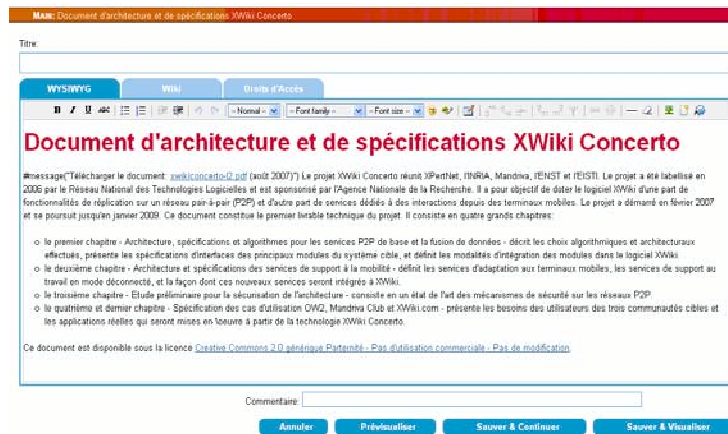 MAIN: Document d'architecture et de spécifications XWiki Concerto
Titre:
WYSIWYG Wiki Droits d'Accès
B I U ABC – Normal – – Font family – – Font size –
Document d'architecture et de spécifications XWiki Concerto
#message("Télécharger le document: xwikiconcerto-l2.pdf (août 2007)") Le projet XWiki Concerto réunit XPertNet, l'INRIA, Mandriva, l'ENST et l'EISTI. Le projet a été labellisé en
2006 par le Réseau National des Technologies Logicielles et est sponsorisé par l'Agence Nationale de la Recherche. Il a pour objectif de doter le logiciel XWiki d'une part de
fonctionnalités de réplication sur un réseau pair-à-pair (P2P) et d'autre part de services dédiés à des interactions depuis des terminaux mobiles. Le projet a démarré en février 2007
et se poursuit jusqu'en janvier 2009. Ce document constitue le premier livrable technique du projet. Il consiste en quatre grands chapitres:
o le premier chapitre - Architecture, spécifications et algorithmes pour les services P2P de base et la fusion de données - décrit les choix algorithmiques et architecturaux
effectués, présente les spécifications d'interfaces des principaux modules du système cible, et définit les modalités d'intégration des modules dans le logiciel XWiki.
o le deuxième chapitre - Architecture et spécifications des services de support à la mobilité - définit les services d'adaptation aux terminaux mobiles, les services de support au
travail en mode déconnecté, et la façon dont ces nouveaux services seront intégrés à XWiki.
o le troisième chapitre - Etude préliminaire pour la sécurisation de l'architecture - consiste en un état de l'art des mécanismes de sécurité sur les réseaux P2P.
o le quatrième et dernier chapitre - Spécification des cas d'utilisation OW2, Mandriva Club et XWiki.com - présente les besoins des utilisateurs des trois communautés cibles et
les applications réelles qui seront mises en \oeuvre à partir de la technologie XWiki Concerto.
Ce document est disponible sous la licence Creative Commons 2.0 générique Parternité - Pas d'utilisation commerciale - Pas de modification.
Commentaire:
Annuler Prévisualiser Sauver & Continuer Sauver & Visualiser